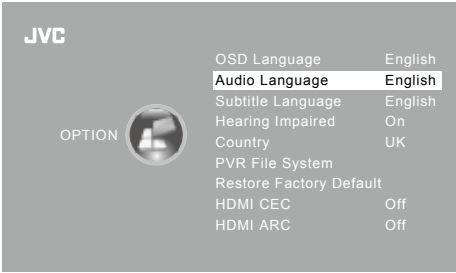 JVC
OPTION
OSD Language English
Audio Language English
Subtitle Language English
Hearing Impaired On
Country UK
PVR File System
Restore Factory Default
HDMI CEC Off
HDMI ARC Off